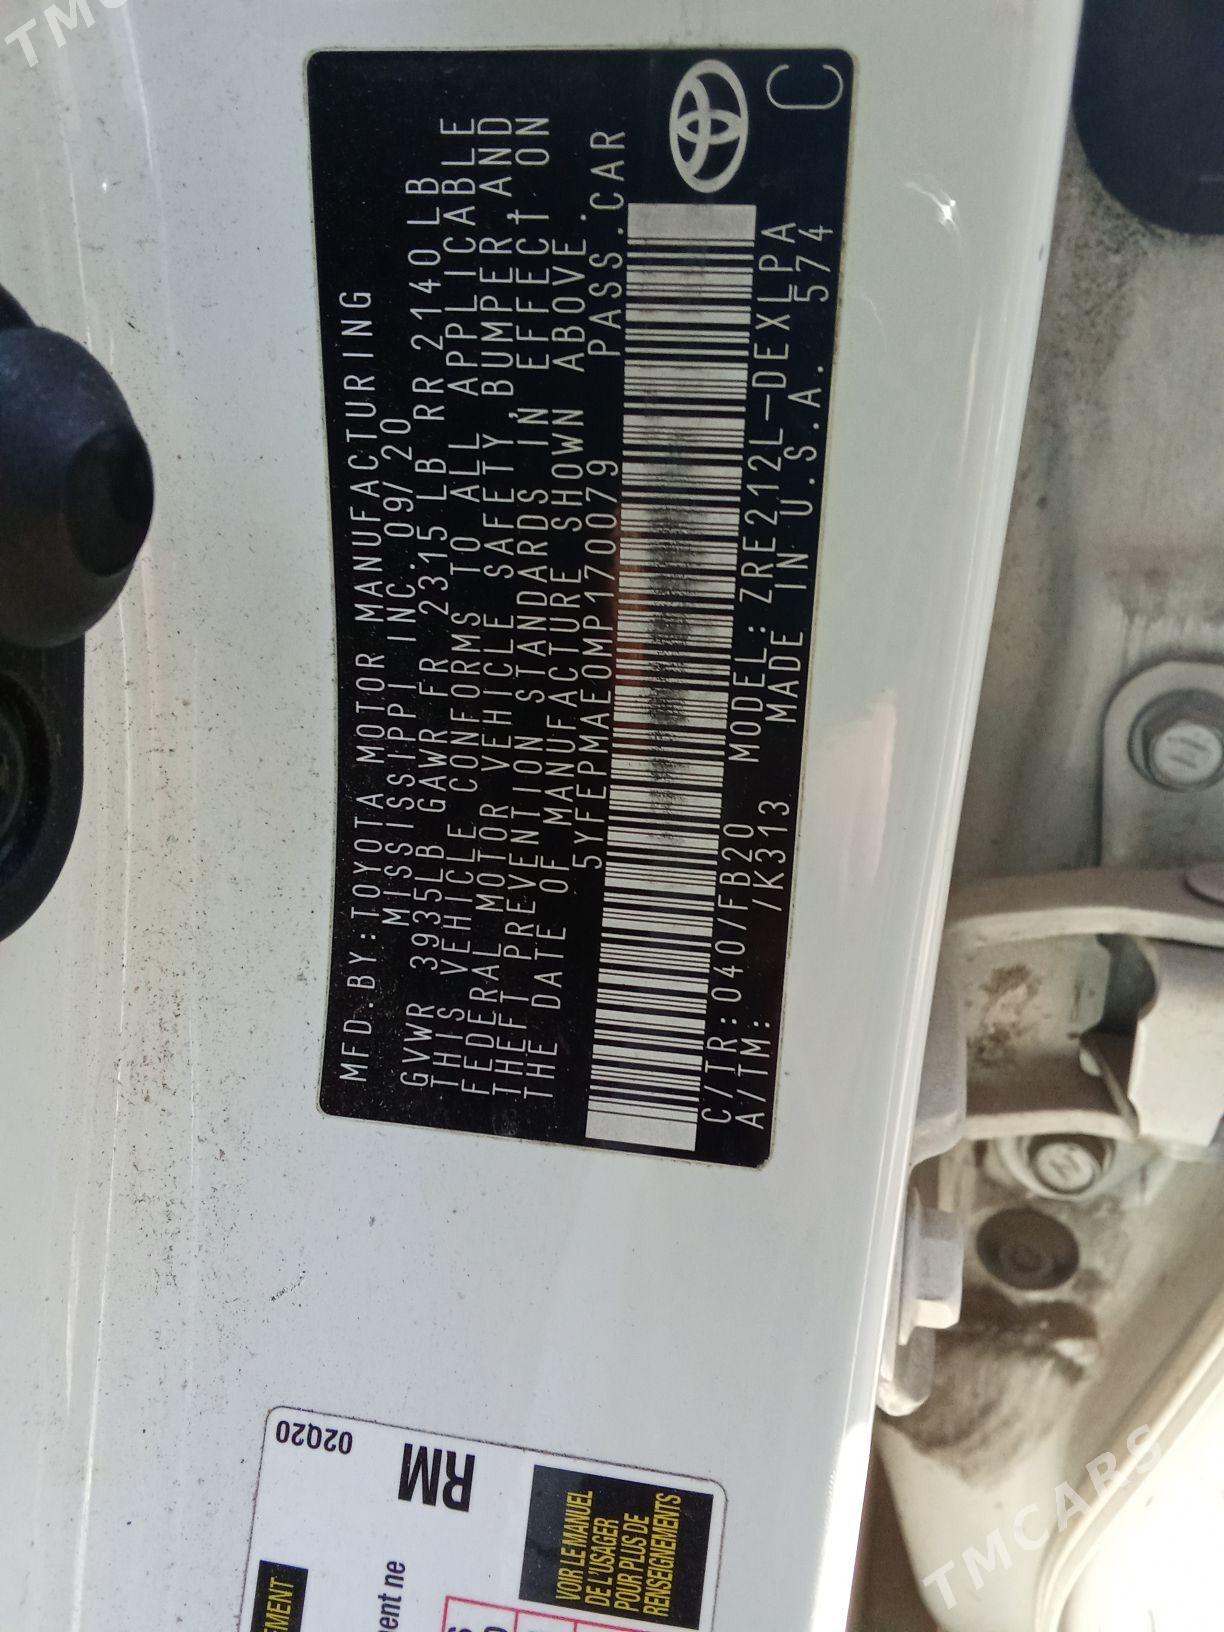 MFD.BY:TOYOTA MOTOR MANUFACTURING
MISSISSIPPI INC. 09/20
GVWR 3935LB GAWR FR 2315LB RR 2140LB
THIS VEHICLE CONFORMS TO ALL APPLICABLE
FEDERAL MOTOR VEHICLE SAFETY, BUMPER, AND
THEFT PREVENTION STANDARDS IN EFFECT ON
THE DATE OF MANUFACTURE SHOWN ABOVE.
5YFEPMAE0MP170079 PASS.CAR
C/TR:040/FB20 MODEL:ZRE212L-DEXLPA
A/TM: /K313 MADE IN U.S.A. 574
C
02Q20
RM
VOIR LE MANUEL
DE L'USAGER
POUR PLUS DE
RENSEIGNEMENTS
TMCARS